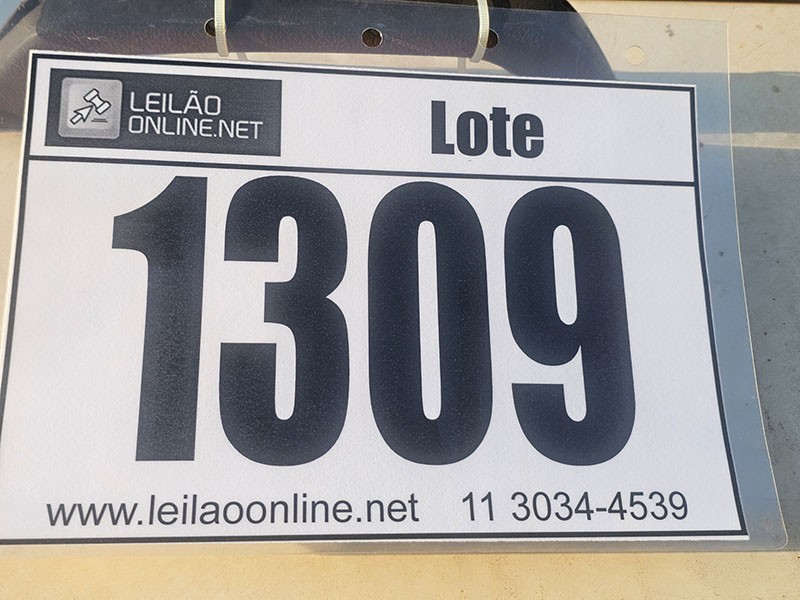 LEILÃO
ONLINE.NET
Lote
1309
www.leilaoonline.net 11 3034-4539